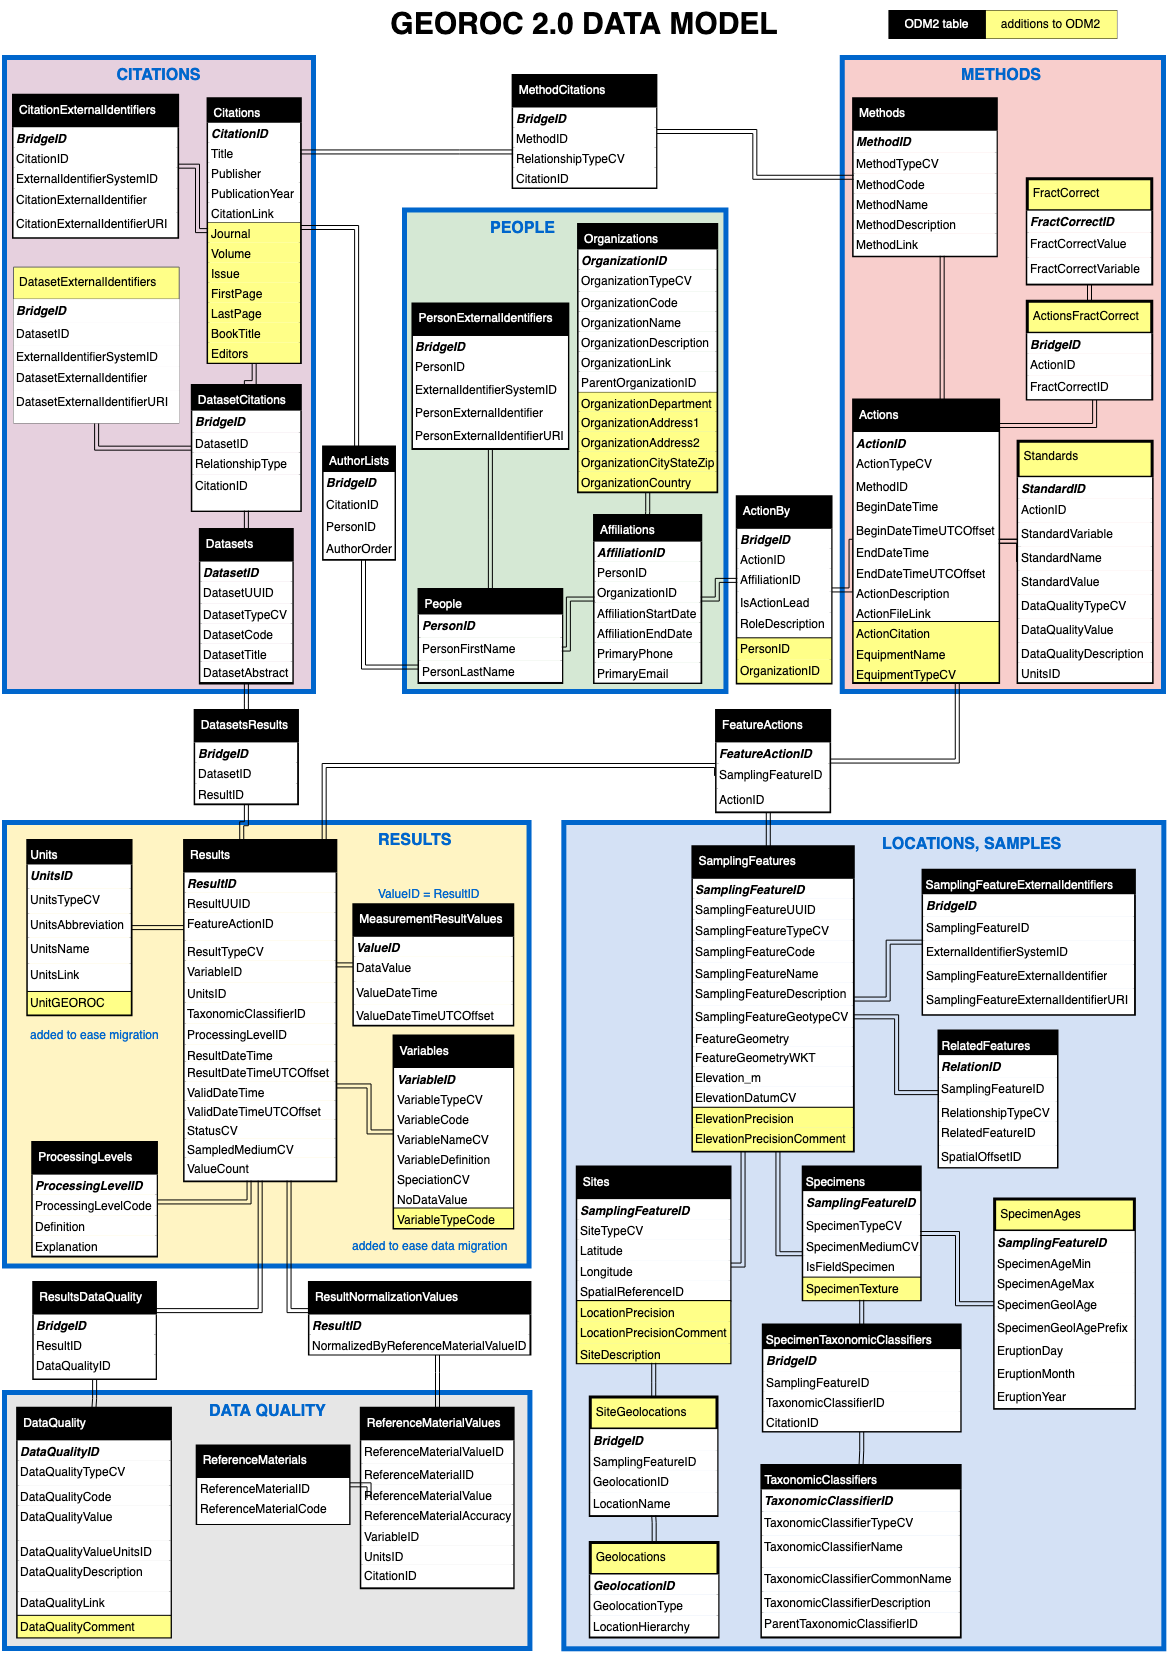 GEOROC 2.0 DATA MODEL
ODM2 table
additions to ODM2
CITATIONS
CitationExternalIdentifiers
BridgeID
CitationID
ExternalIdentifierSystemID
CitationExternalIdentifier
CitationExternalIdentifierURI
Citations
CitationID
Title
Publisher
PublicationYear
CitationLink
Journal
Volume
Issue
FirstPage
LastPage
BookTitle
Editors
DatasetExternalIdentifiers
BridgeID
DatasetID
ExternalIdentifierSystemID
DatasetExternalIdentifier
DatasetExternalIdentifierURI
DatasetCitations
BridgeID
DatasetID
RelationshipType
CitationID
Datasets
DatasetID
DatasetUUID
DatasetTypeCV
DatasetCode
DatasetTitle
DatasetAbstract
MethodCitations
BridgeID
MethodID
RelationshipTypeCV
CitationID
AuthorLists
BridgeID
CitationID
PersonID
AuthorOrder
PEOPLE
PersonExternalIdentifiers
BridgeID
PersonID
ExternalIdentifierSystemID
PersonExternalIdentifier
PersonExternalIdentifierURI
Organizations
OrganizationID
OrganizationTypeCV
OrganizationCode
OrganizationName
OrganizationDescription
OrganizationLink
ParentOrganizationID
OrganizationDepartment
OrganizationAddress1
OrganizationAddress2
OrganizationCityStateZip
OrganizationCountry
People
PersonID
PersonFirstName
PersonLastName
Affiliations
AffiliationID
PersonID
OrganizationID
AffiliationStartDate
AffiliationEndDate
PrimaryPhone
PrimaryEmail
ActionBy
BridgeID
ActionID
AffiliationID
IsActionLead
RoleDescription
PersonID
OrganizationID
METHODS
Methods
MethodID
MethodTypeCV
MethodCode
MethodName
MethodDescription
MethodLink
FractCorrect
FractCorrectID
FractCorrectValue
FractCorrectVariable
ActionsFractCorrect
BridgeID
ActionID
FractCorrectID
Actions
ActionID
ActionTypeCV
MethodID
BeginDateTime
BeginDateTimeUTCOffset
EndDateTime
EndDateTimeUTCOffset
ActionDescription
ActionFileLink
ActionCitation
EquipmentName
EquipmentTypeCV
Standards
StandardID
ActionID
StandardVariable
StandardName
StandardValue
DataQualityTypeCV
DataQualityValue
DataQualityDescription
UnitsID
DatasetsResults
BridgeID
DatasetID
ResultID
FeatureActions
FeatureActionID
SamplingFeatureID
ActionID
RESULTS
Units
UnitsID
UnitsTypeCV
UnitsAbbreviation
UnitsName
UnitsLink
UnitGEOROC
added to ease migration
Results
ResultID
ResultUUID
FeatureActionID
ResultTypeCV
VariableID
UnitsID
TaxonomicClassifierID
ProcessingLevelID
ResultDateTime
ResultDateTimeUTCOffset
ValidDateTime
ValidDateTimeUTCOffset
StatusCV
SampledMediumCV
ValueCount
ValueID = ResultID
MeasurementResultValues
ValueID
DataValue
ValueDateTime
ValueDateTimeUTCOffset
Variables
VariableID
VariableTypeCV
VariableCode
VariableNameCV
VariableDefinition
SpeciationCV
NoDataValue
VariableTypeCode
added to ease data migration
ProcessingLevels
ProcessingLevelID
ProcessingLevelCode
Definition
Explanation
ResultsDataQuality
BridgeID
ResultID
DataQualityID
ResultNormalizationValues
ResultID
NormalizedByReferenceMaterialValueID
DATA QUALITY
DataQuality
DataQualityID
DataQualityTypeCV
DataQualityCode
DataQualityValue
DataQualityValueUnitsID
DataQualityDescription
DataQualityLink
DataQualityComment
ReferenceMaterials
ReferenceMaterialID
ReferenceMaterialCode
ReferenceMaterialValues
ReferenceMaterialValueID
ReferenceMaterialID
ReferenceMaterialValue
ReferenceMaterialAccuracy
VariableID
UnitsID
CitationID
LOCATIONS, SAMPLES
SamplingFeatures
SamplingFeatureID
SamplingFeatureUUID
SamplingFeatureTypeCV
SamplingFeatureCode
SamplingFeatureName
SamplingFeatureDescription
SamplingFeatureGeotypeCV
FeatureGeometry
FeatureGeometryWKT
Elevation_m
ElevationDatumCV
ElevationPrecision
ElevationPrecisionComment
SamplingFeatureExternalIdentifiers
BridgeID
SamplingFeatureID
ExternalIdentifierSystemID
SamplingFeatureExternalIdentifier
SamplingFeatureExternalIdentifierURI
RelatedFeatures
RelationID
SamplingFeatureID
RelationshipTypeCV
RelatedFeatureID
SpatialOffsetID
Sites
SamplingFeatureID
SiteTypeCV
Latitude
Longitude
SpatialReferenceID
LocationPrecision
LocationPrecisionComment
SiteDescription
Specimens
SamplingFeatureID
SpecimenTypeCV
SpecimenMediumCV
IsFieldSpecimen
SpecimenTexture
SpecimenAges
SamplingFeatureID
SpecimenAgeMin
SpecimenAgeMax
SpecimenGeolAge
SpecimenGeolAgePrefix
EruptionDay
EruptionMonth
EruptionYear
SpecimenTaxonomicClassifiers
BridgeID
SamplingFeatureID
TaxonomicClassifierID
CitationID
SiteGeolocations
BridgeID
SamplingFeatureID
GeolocationID
LocationName
Geolocations
GeolocationID
GeolocationType
LocationHierarchy
TaxonomicClassifiers
TaxonomicClassifierID
TaxonomicClassifierTypeCV
TaxonomicClassifierName
TaxonomicClassifierCommonName
TaxonomicClassifierDescription
ParentTaxonomicClassifierID